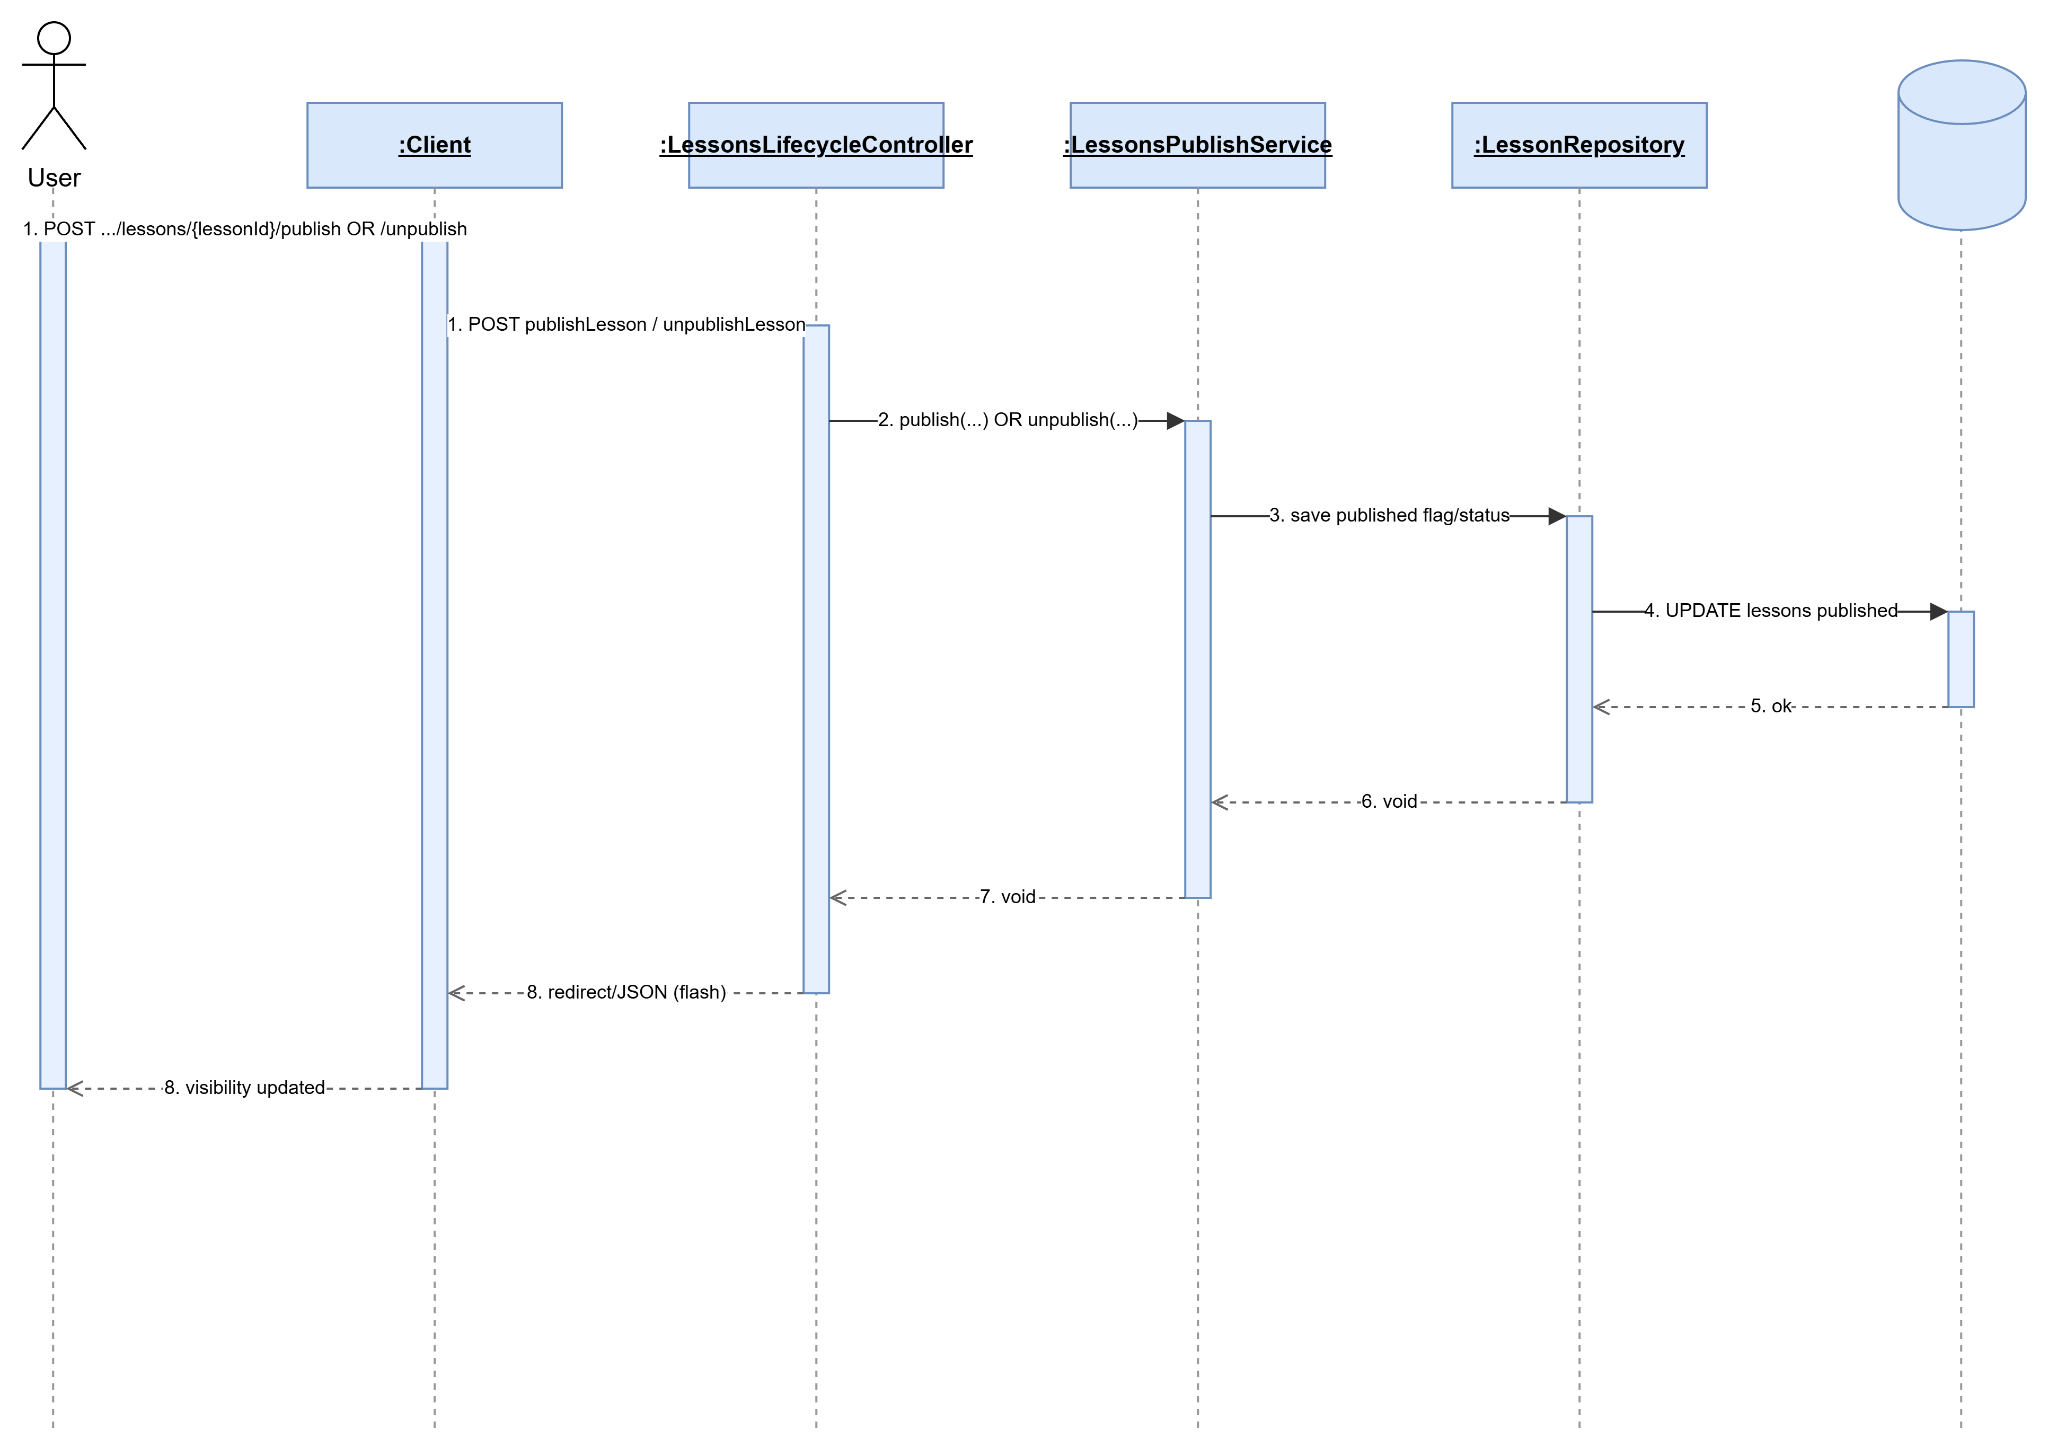 User
:Client
:LessonsLifecycleController
:LessonsPublishService
:LessonRepository
1. POST .../lessons/{lessonId}/publish OR /unpublish
1. POST publishLesson / unpublishLesson
2. publish(...) OR unpublish(...)
3. save published flag/status
4. UPDATE lessons published
5. ok
6. void
7. void
8. redirect/JSON (flash)
8. visibility updated